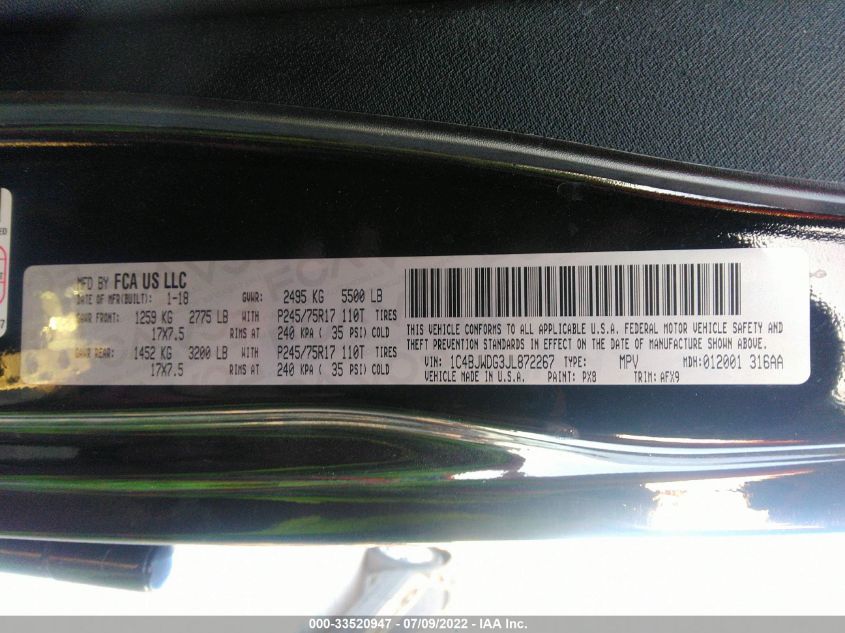 MFD BY FCA US LLC
DATE OF MFR(BUILT): 1-18 GVWR: 2495 KG 5500 LB
GAWR FRONT: 1259 KG 2775 LB WITH P245/75R17 110T TIRES
17X7.5 RIMS AT 240 KPA ( 35 PSI) COLD
GAWR REAR: 1452 KG 3200 LB WITH P245/75R17 110T TIRES
17X7.5 RIMS AT 240 KPA ( 35 PSI) COLD
THIS VEHICLE CONFORMS TO ALL APPLICABLE U.S.A. FEDERAL MOTOR VEHICLE SAFETY AND
THEFT PREVENTION STANDARDS IN EFFECT ON THE DATE OF MANUFACTURE SHOWN ABOVE.
VIN: 1C4BJWDG3JL872267 TYPE: MPV MDH:012001 316AA
VEHICLE MADE IN U.S.A. PAINT: PX8 TRIM: AFX9
000-33520947 - 07/09/2022 - IAA Inc.